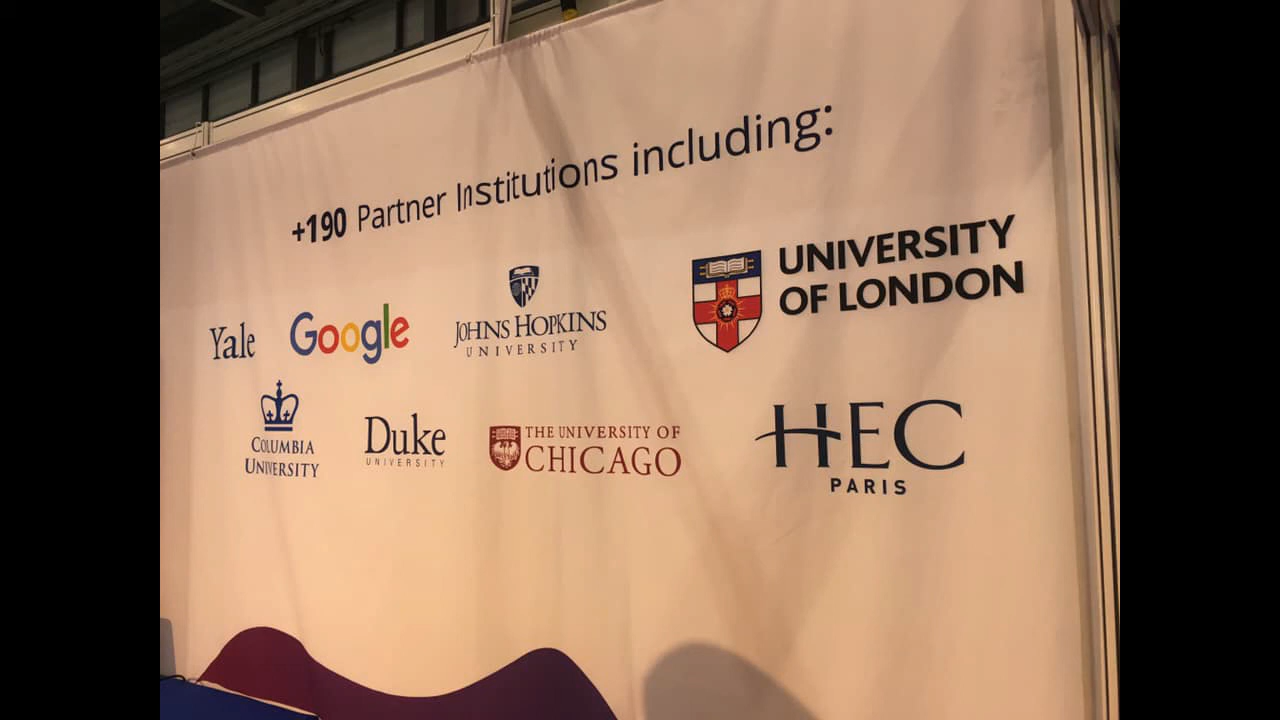 +190 Partner Institutions including:
Yale
Google
JOHNS HOPKINS
UNIVERSITY
UNIVERSITY
OF LONDON
COLUMBIA
UNIVERSITY
Duke
UNIVERSITY
THE UNIVERSITY OF
CHICAGO
HEC
PARIS